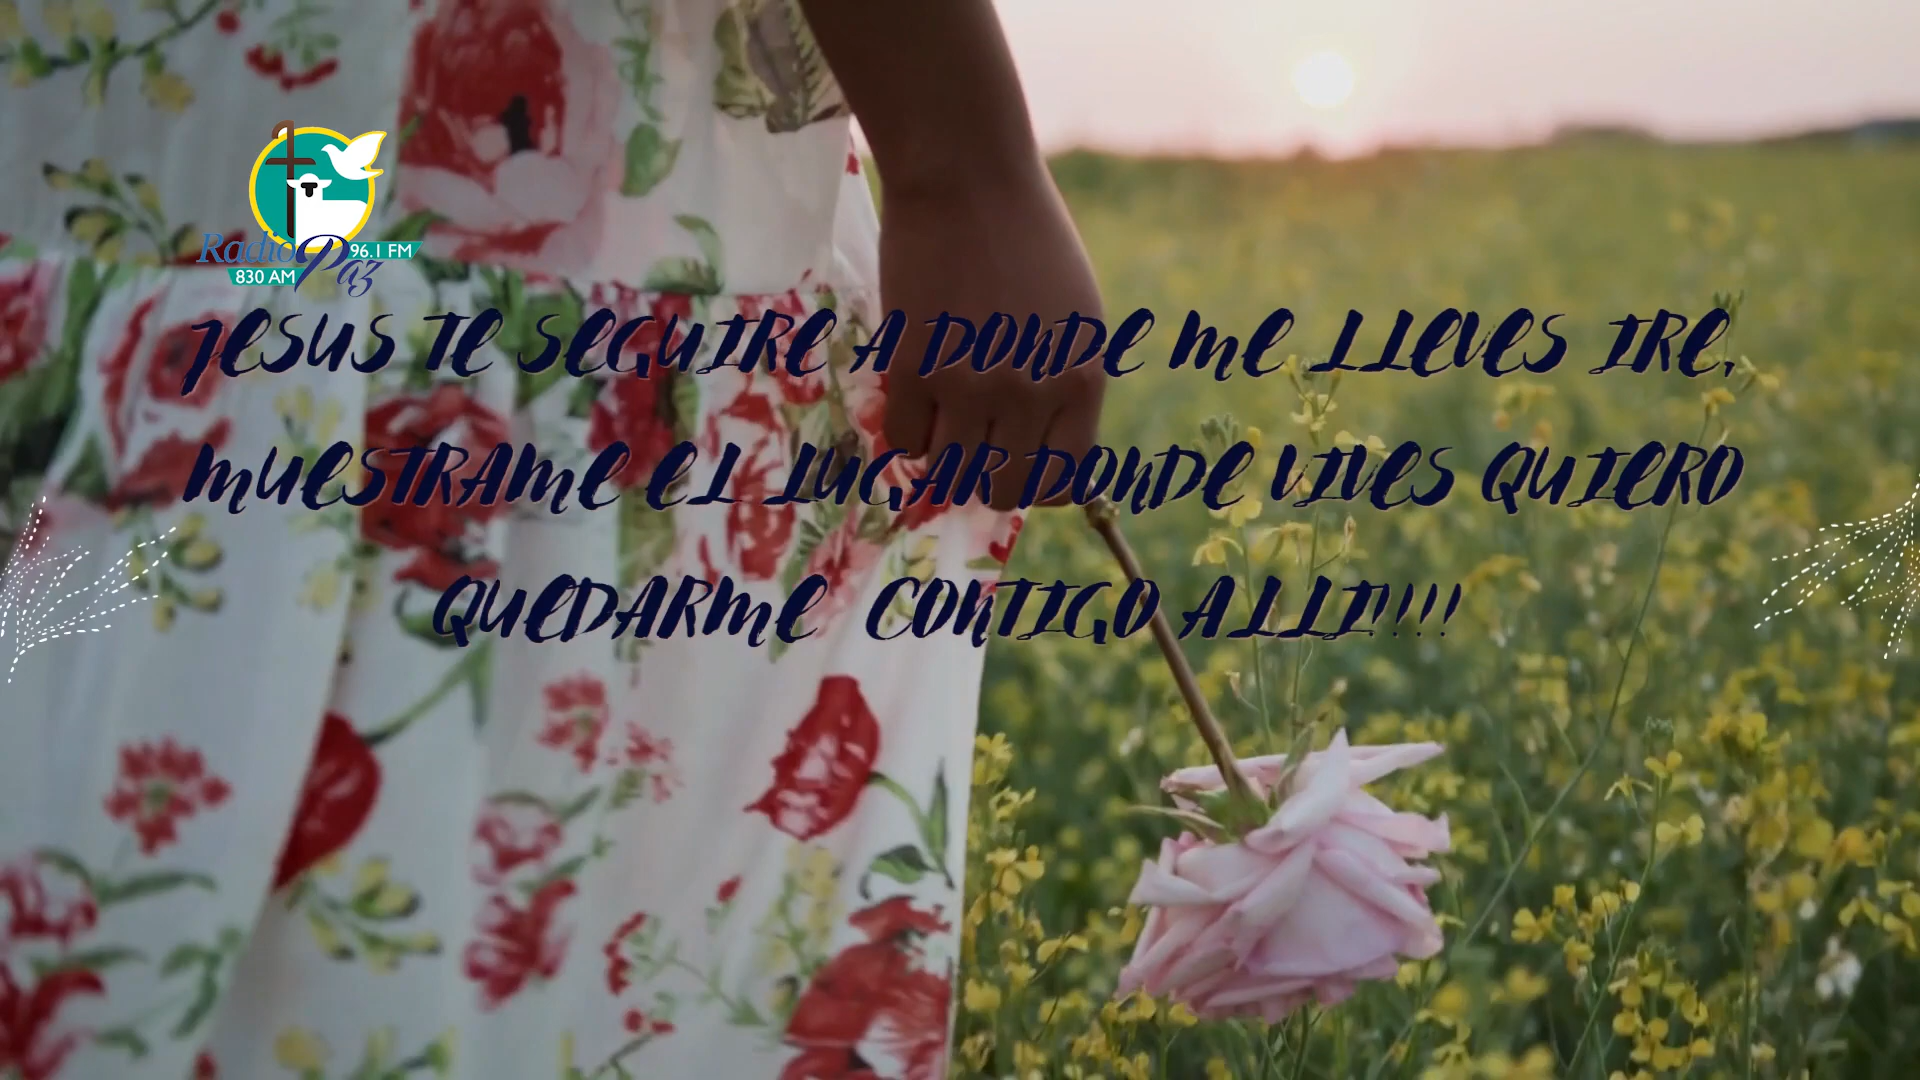 Radio Paz
96.1 FM
830 AM
JESUS TE SEGUIRE A DONDE ME LLEVES IRE,
MUESTRAME EL LUGAR DONDE VIVES QUIERO
QUEDARME CONTIGO ALLI!!!!